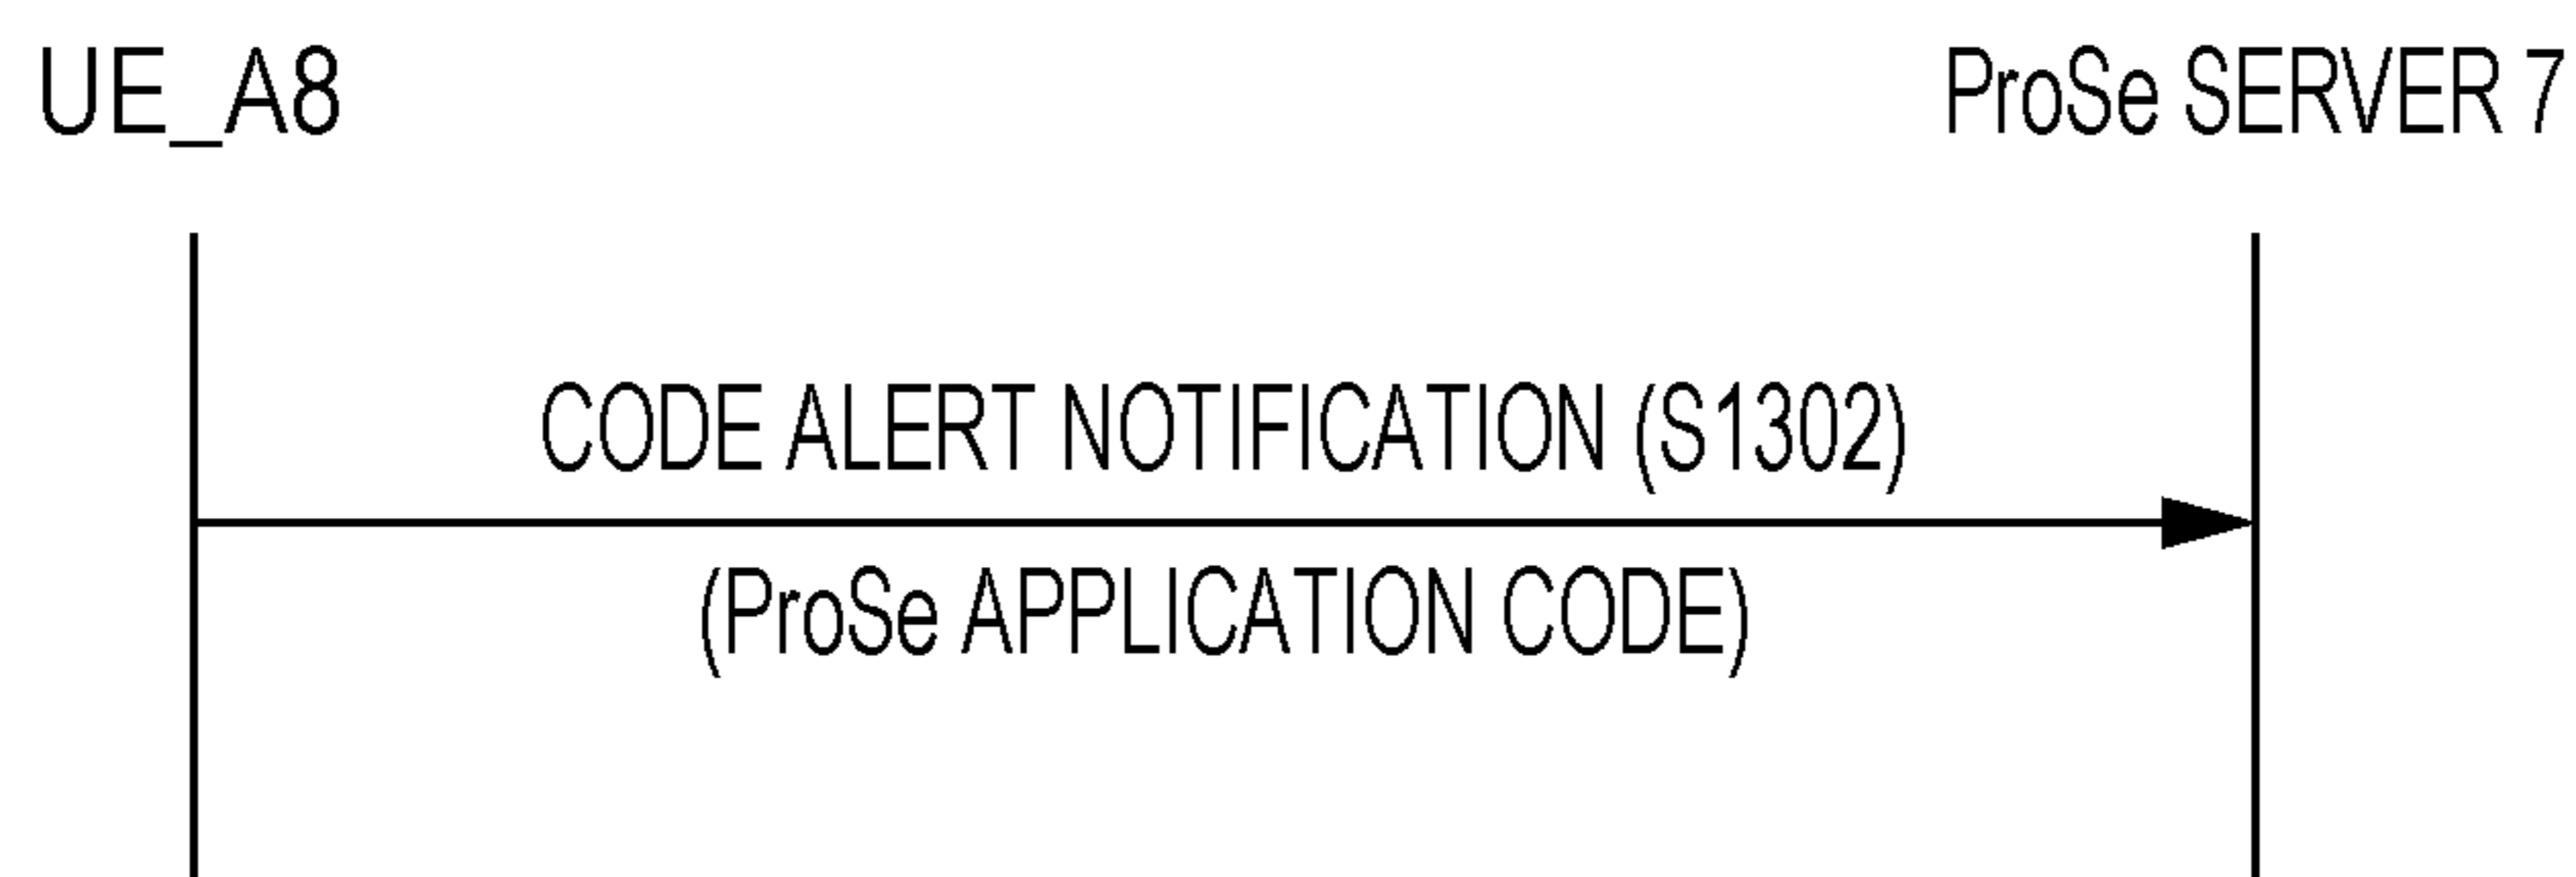 UE_A8
ProSe SERVER 7
CODE ALERT NOTIFICATION (S1302)
(ProSe APPLICATION CODE)